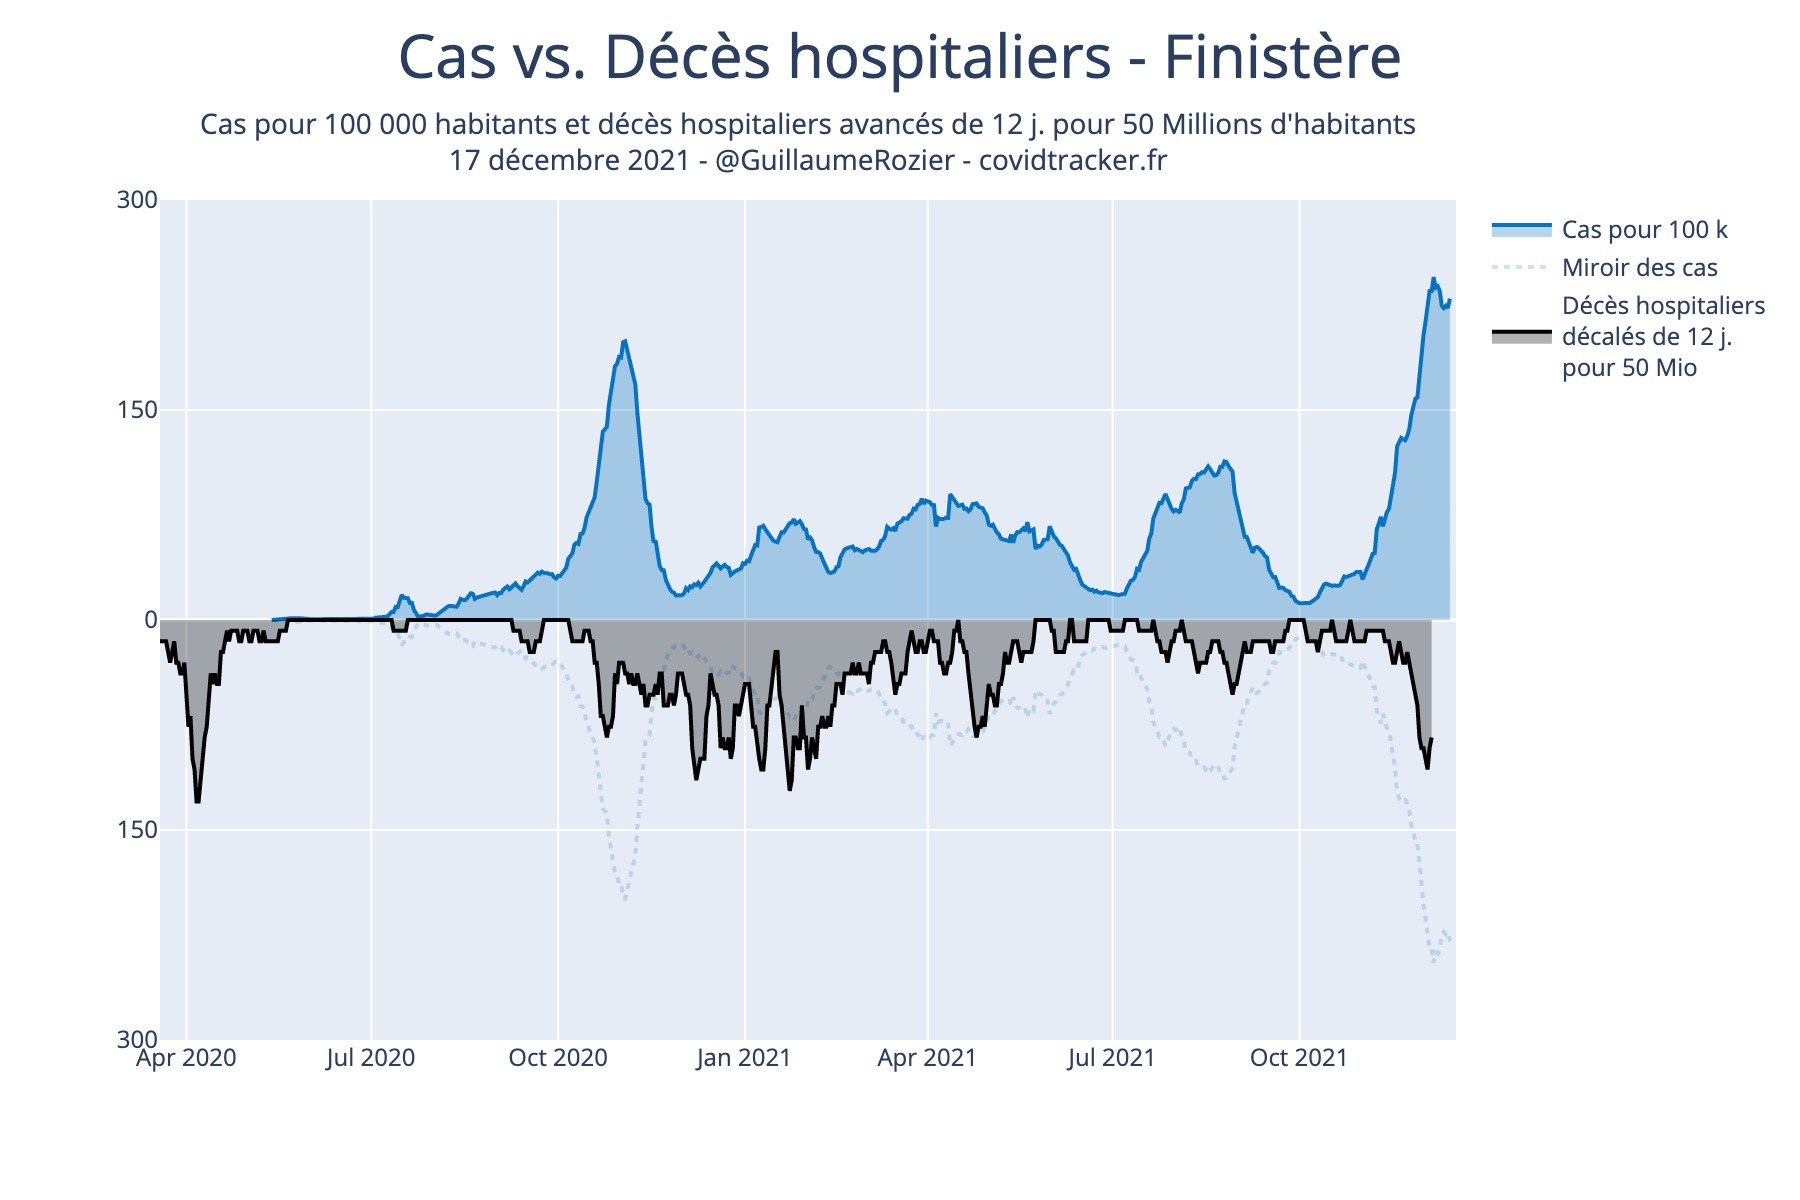 Cas vs. Décès hospitaliers - Finistère
Cas pour 100 000 habitants et décès hospitaliers avancés de 12 j. pour 50 Millions d'habitants
17 décembre 2021 - @GuillaumeRozier - covidtracker.fr
300
150
0
150
300
Apr 2020
Jul 2020
Oct 2020
Jan 2021
Apr 2021
Jul 2021
Oct 2021
Cas pour 100 k
Miroir des cas
Décès hospitaliers
décalés de 12 j.
pour 50 Mio